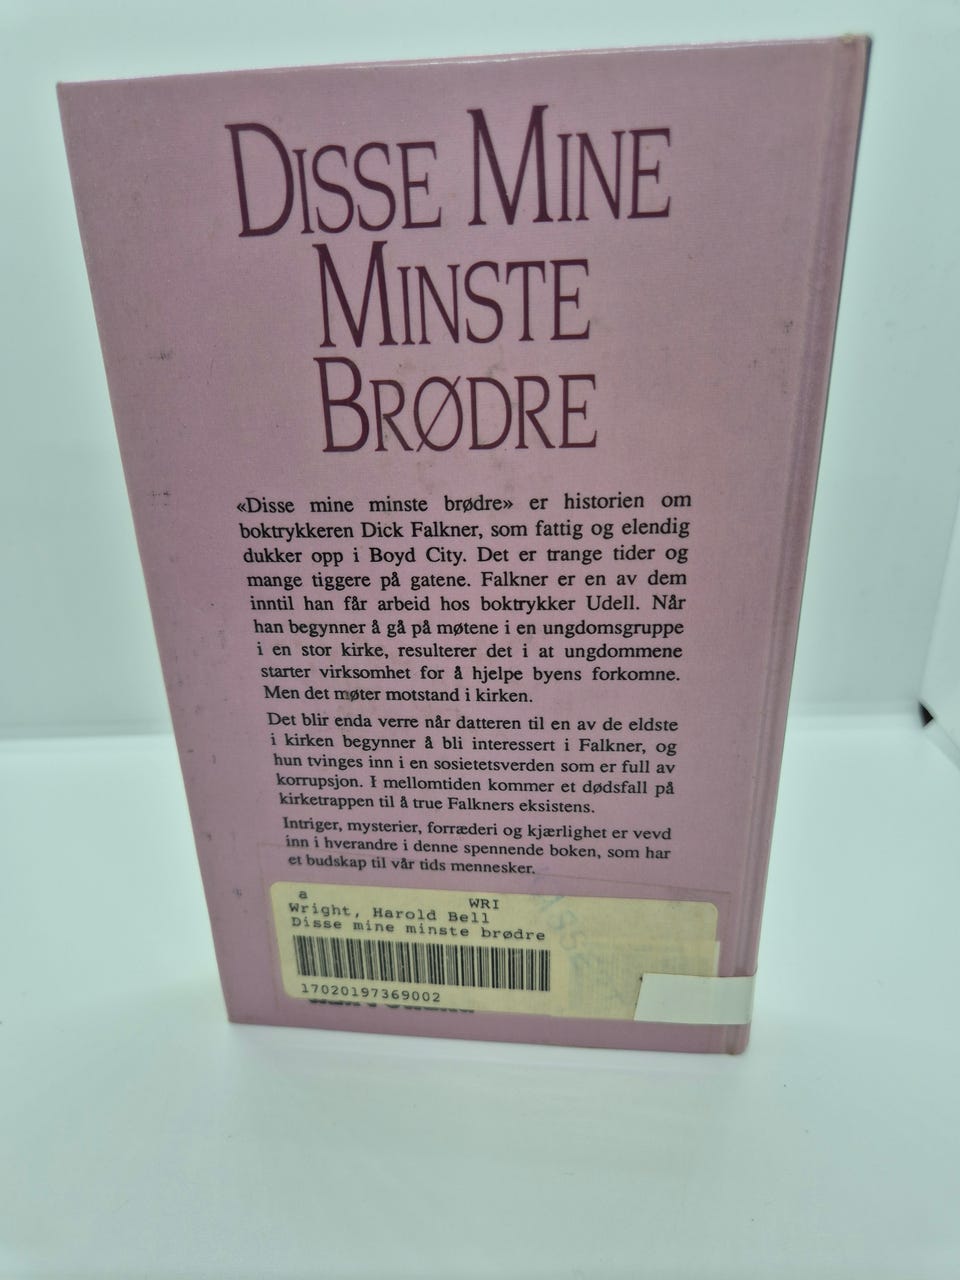 DISSE MINE
MINSTE
BRØDRE
«Disse mine minste brødre» er historien om
boktrykkeren Dick Falkner, som fattig og elendig
dukker opp i Boyd City. Det er trange tider og
mange tiggere på gatene. Falkner er en av dem
inntil han får arbeid hos boktrykker Udell. Når
han begynner å gå på møtene i en ungdomsgruppe
i en stor kirke, resulterer det i at ungdommene
starter virksomhet for å hjelpe byens forkomne.
Men det møter motstand i kirken.
Det blir enda verre når datteren til en av de eldste
i kirken begynner å bli interessert i Falkner, og
hun tvinges inn i en sosietetsverden som er full av
korrupsjon. I mellomtiden kommer et dødsfall på
kirketrappen til å true Falkners eksistens.
Intriger, mysterier, forræderi og kjærlighet er vevd
inn i hverandre i denne spennende boken, som har
et budskap til vår tids mennesker.
a WRI
Wright, Harold Bell
Disse mine minste brødre
17020197369002